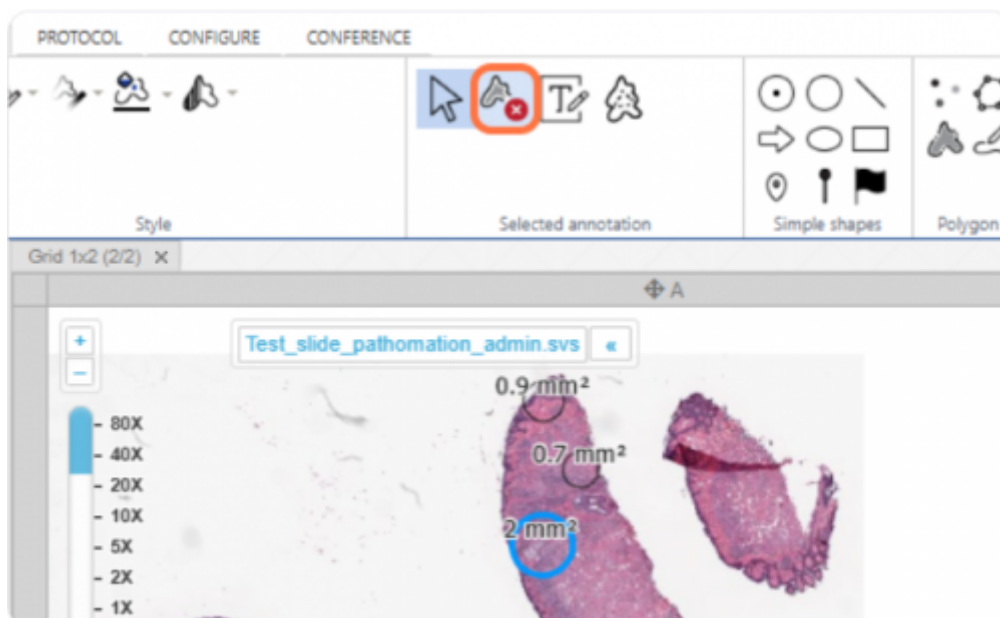 PROTOCOL CONFIGURE CONFERENCE
Style Selected annotation Simple shapes Polygon
Grid 1x2 (2/2) X
A
+
Test_slide_pathomation_admin.svs «
−
0.9 mm²
80X
40X
0.7 mm²
20X
10X
2 mm²
5X
2X
1X